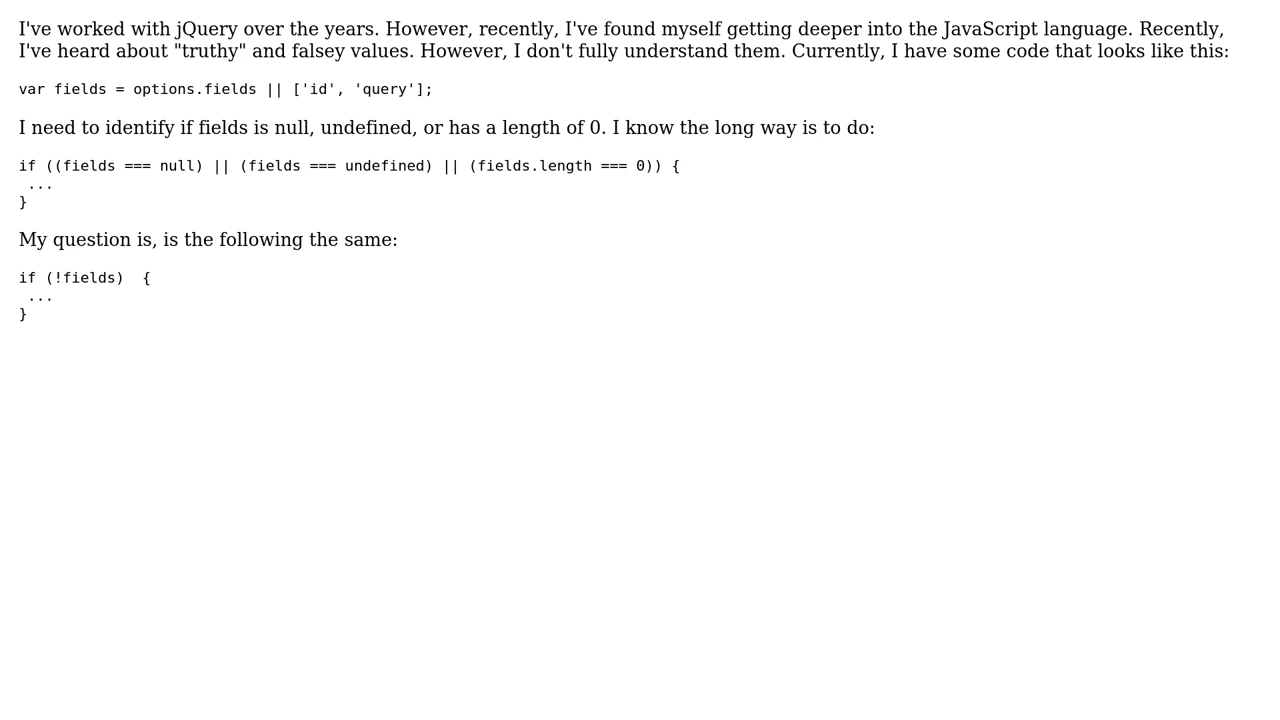 I've worked with jQuery over the years. However, recently, I've found myself getting deeper into the JavaScript language. Recently,
I've heard about "truthy" and falsey values. However, I don't fully understand them. Currently, I have some code that looks like this:
var fields = options.fields || ['id', 'query'];
I need to identify if fields is null, undefined, or has a length of 0. I know the long way is to do:
if ((fields === null) || (fields === undefined) || (fields.length === 0)) {
 ...
}
My question is, is the following the same:
if (!fields)  {
 ...
}